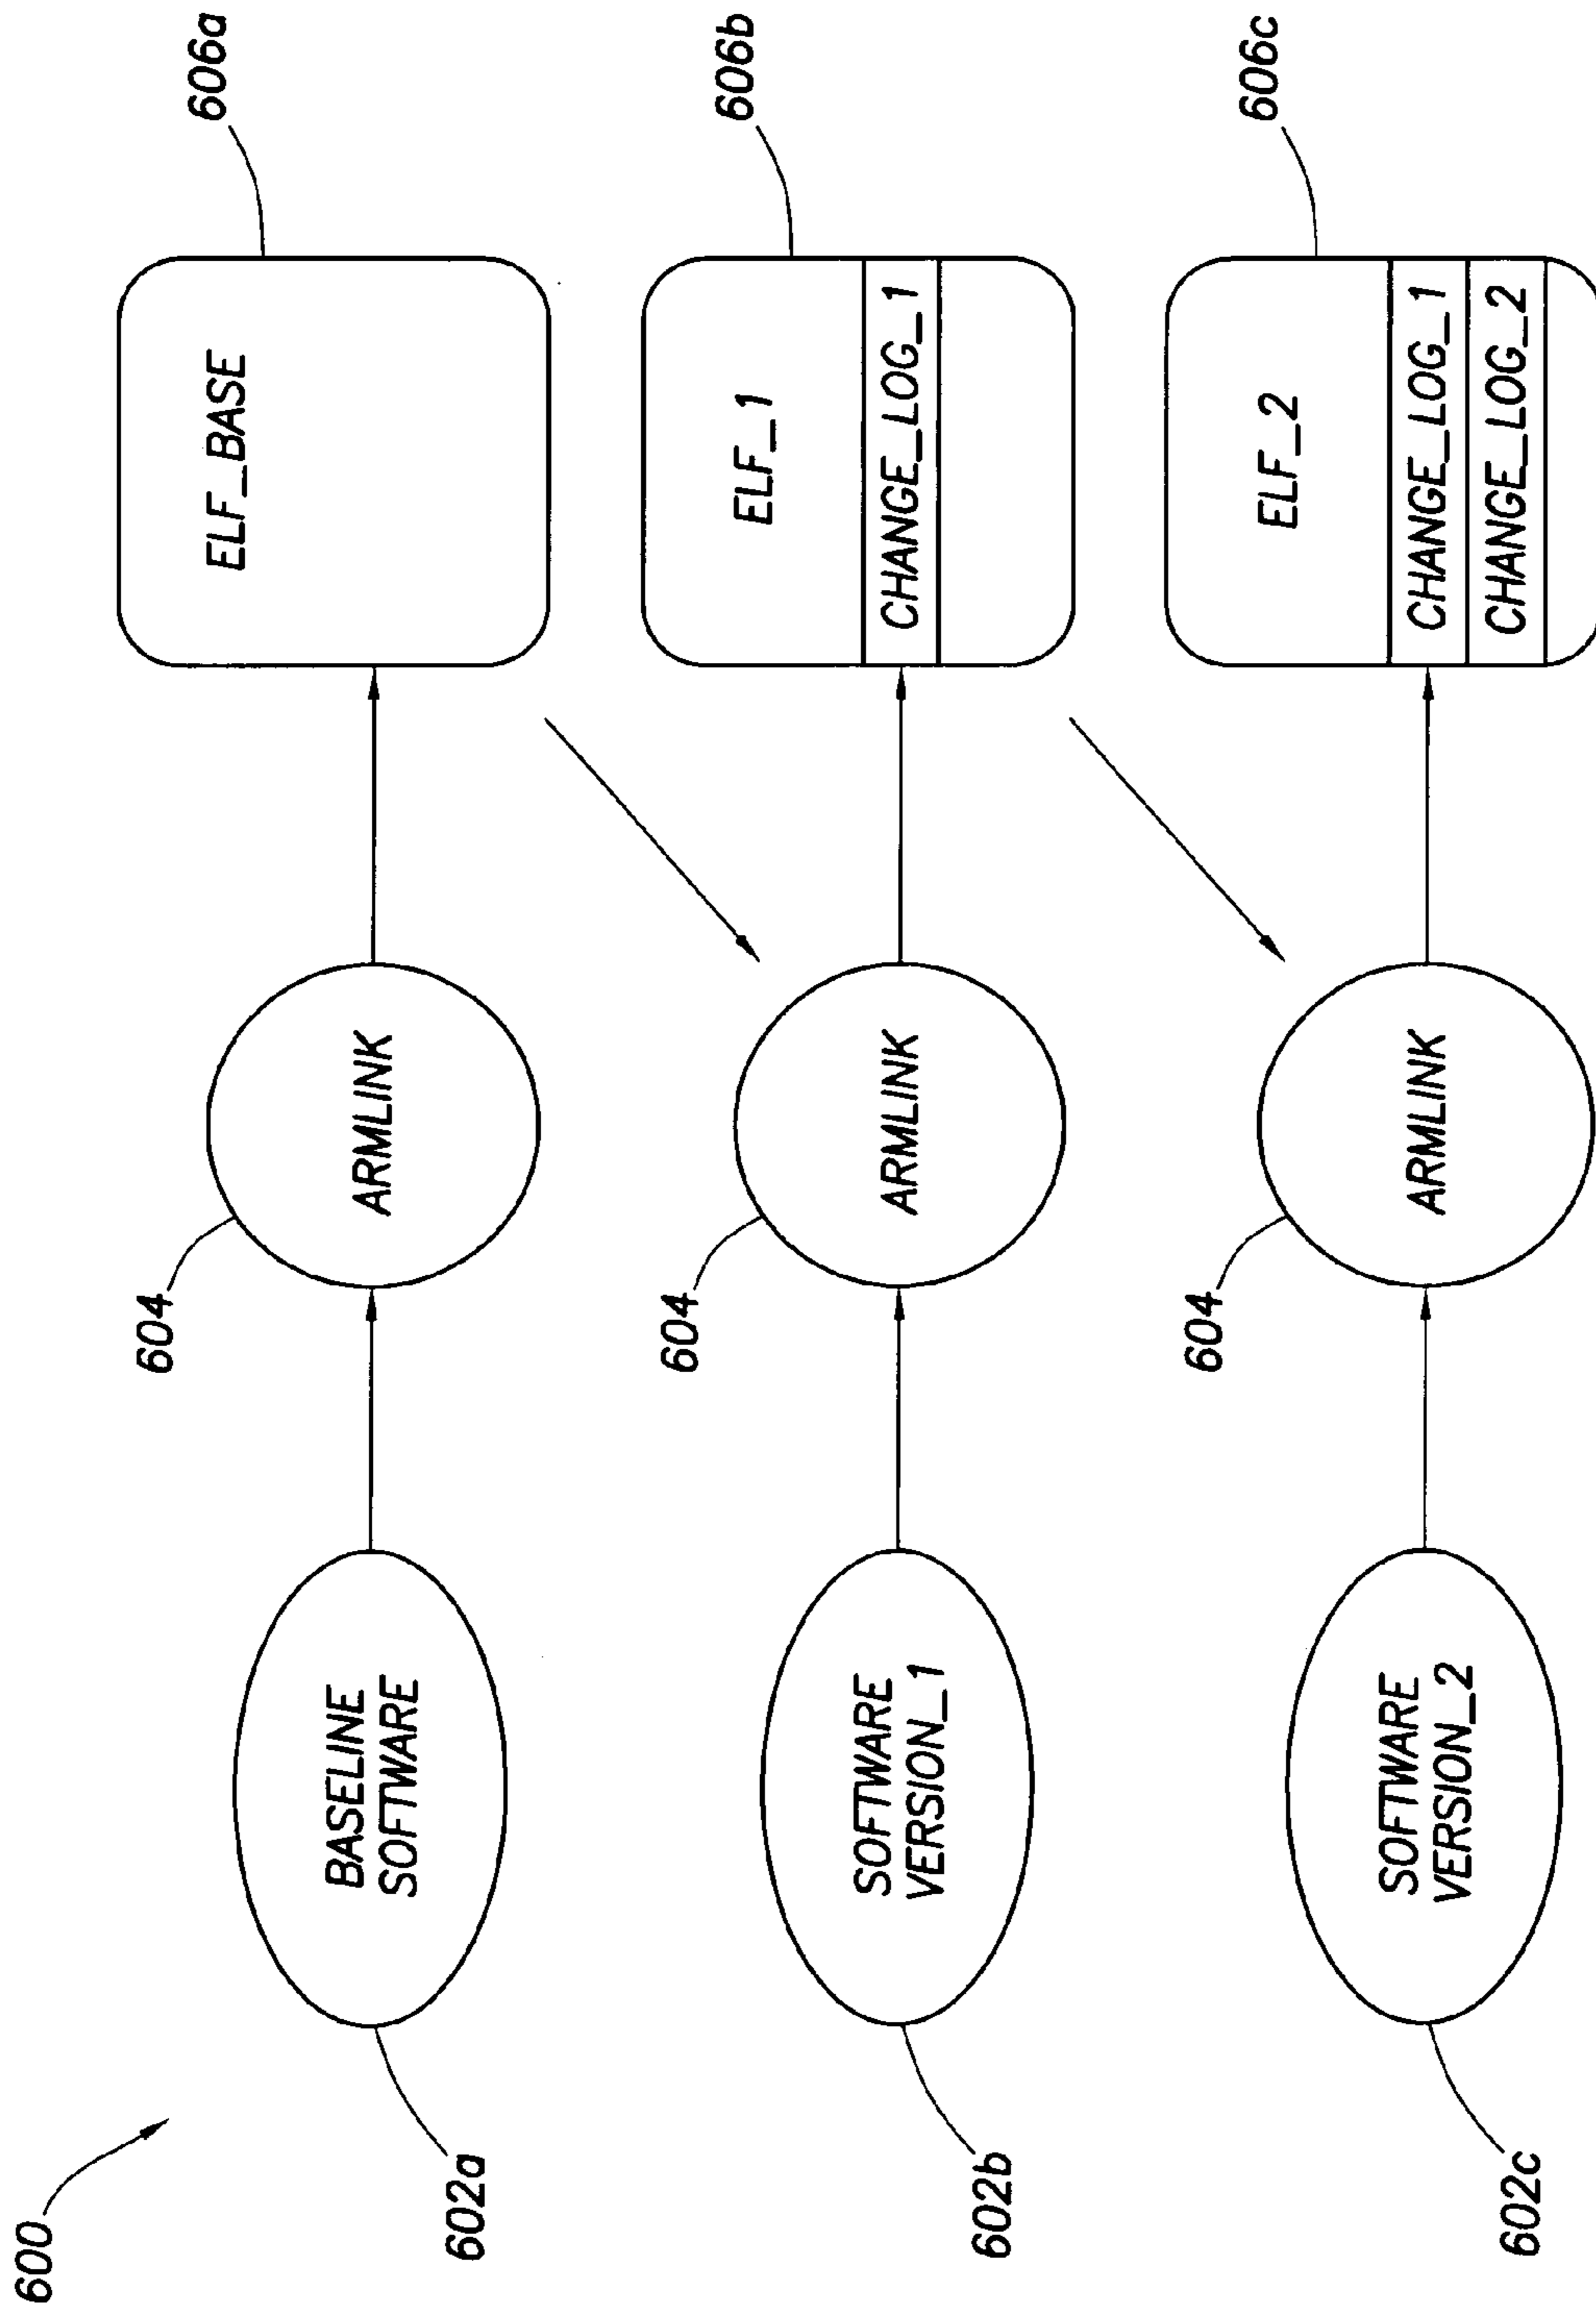 600
602a
BASELINE
SOFTWARE
604
ARMLINK
ELF_BASE
606a
602b
SOFTWARE
VERSION_1
604
ARMLINK
ELF_1
CHANGE_LOG_1
606b
602c
SOFTWARE
VERSION_2
604
ARMLINK
ELF_2
CHANGE_LOG_1
CHANGE_LOG_2
606c